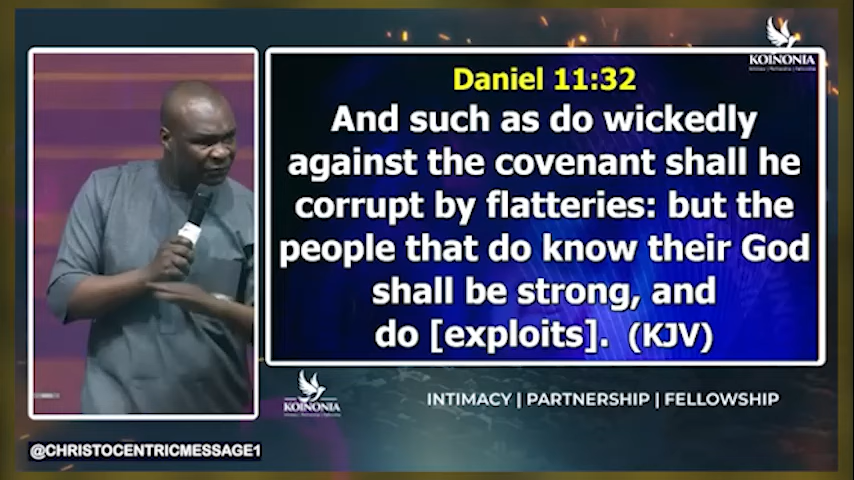 KOINONIA
Daniel 11:32
And such as do wickedly
against the covenant shall he
corrupt by flatteries: but the
people that do know their God
shall be strong, and
do [exploits]. (KJV)
KOINONIA
INTIMACY | PARTNERSHIP | FELLOWSHIP
@CHRISTOCENTRICMESSAGE1